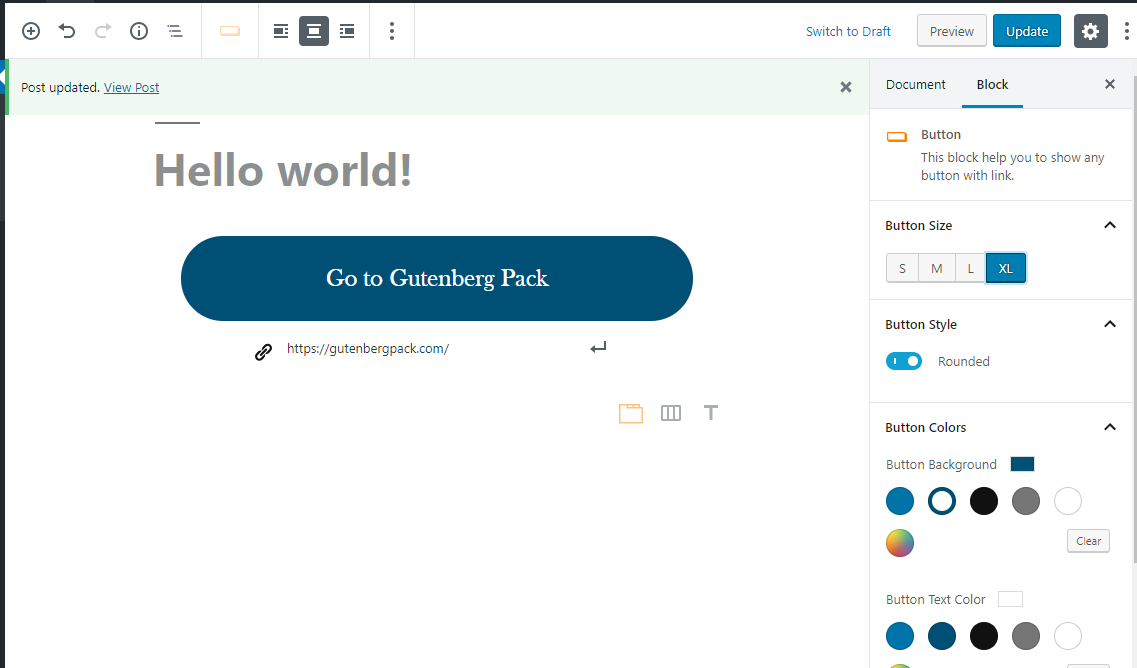 Switch to Draft
Preview
Update
Post updated. View Post
Document
Block
Hello world!
Go to Gutenberg Pack
https://gutenbergpack.com/
Button
This block help you to show any
button with link.
Button Size
S M L XL
Button Style
Rounded
Button Colors
Button Background
Clear
Button Text Color